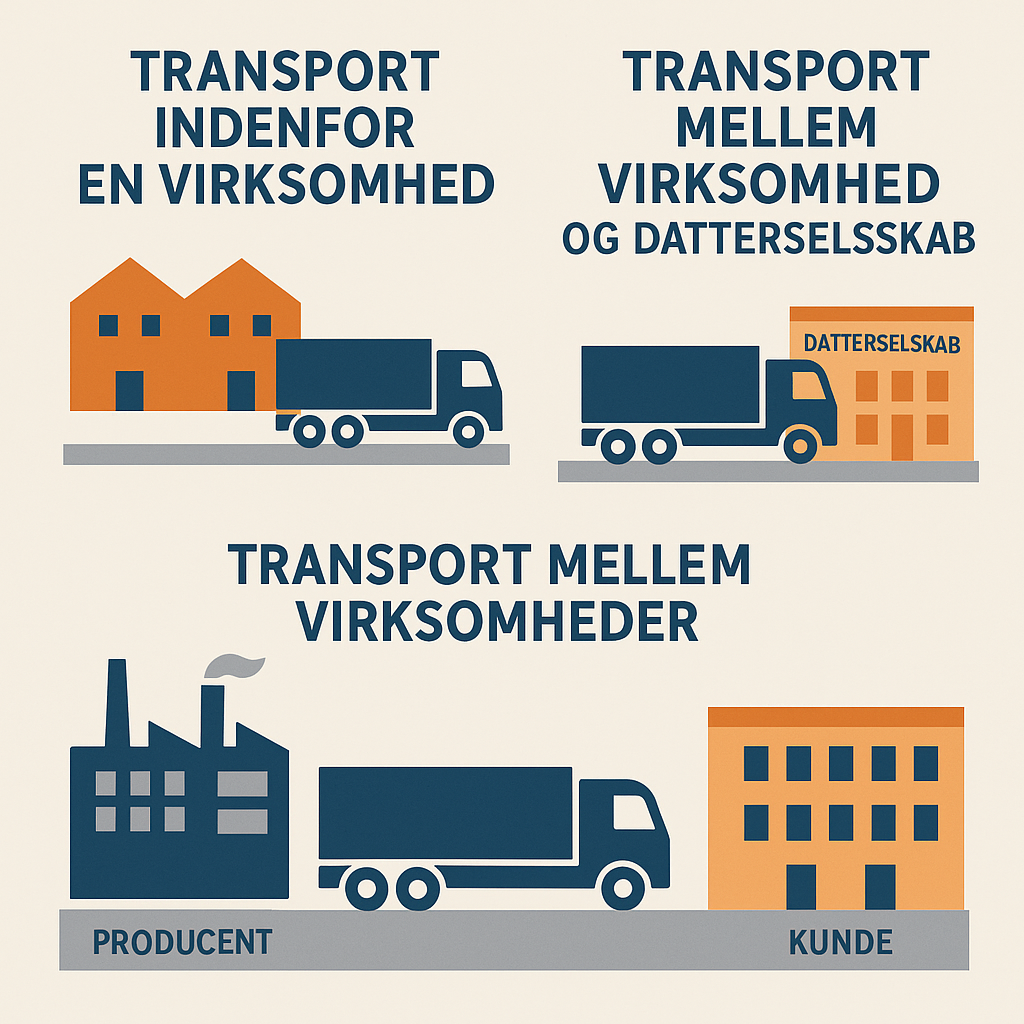 TRANSPORT
INDENFOR
EN VIRKSOMHED
TRANSPORT
MELLEM
VIRKSOMHED
OG DATTERSELSSKAB
DATTERSELSKAB
TRANSPORT MELLEM
VIRKSOMHEDER
PRODUCENT
KUNDE